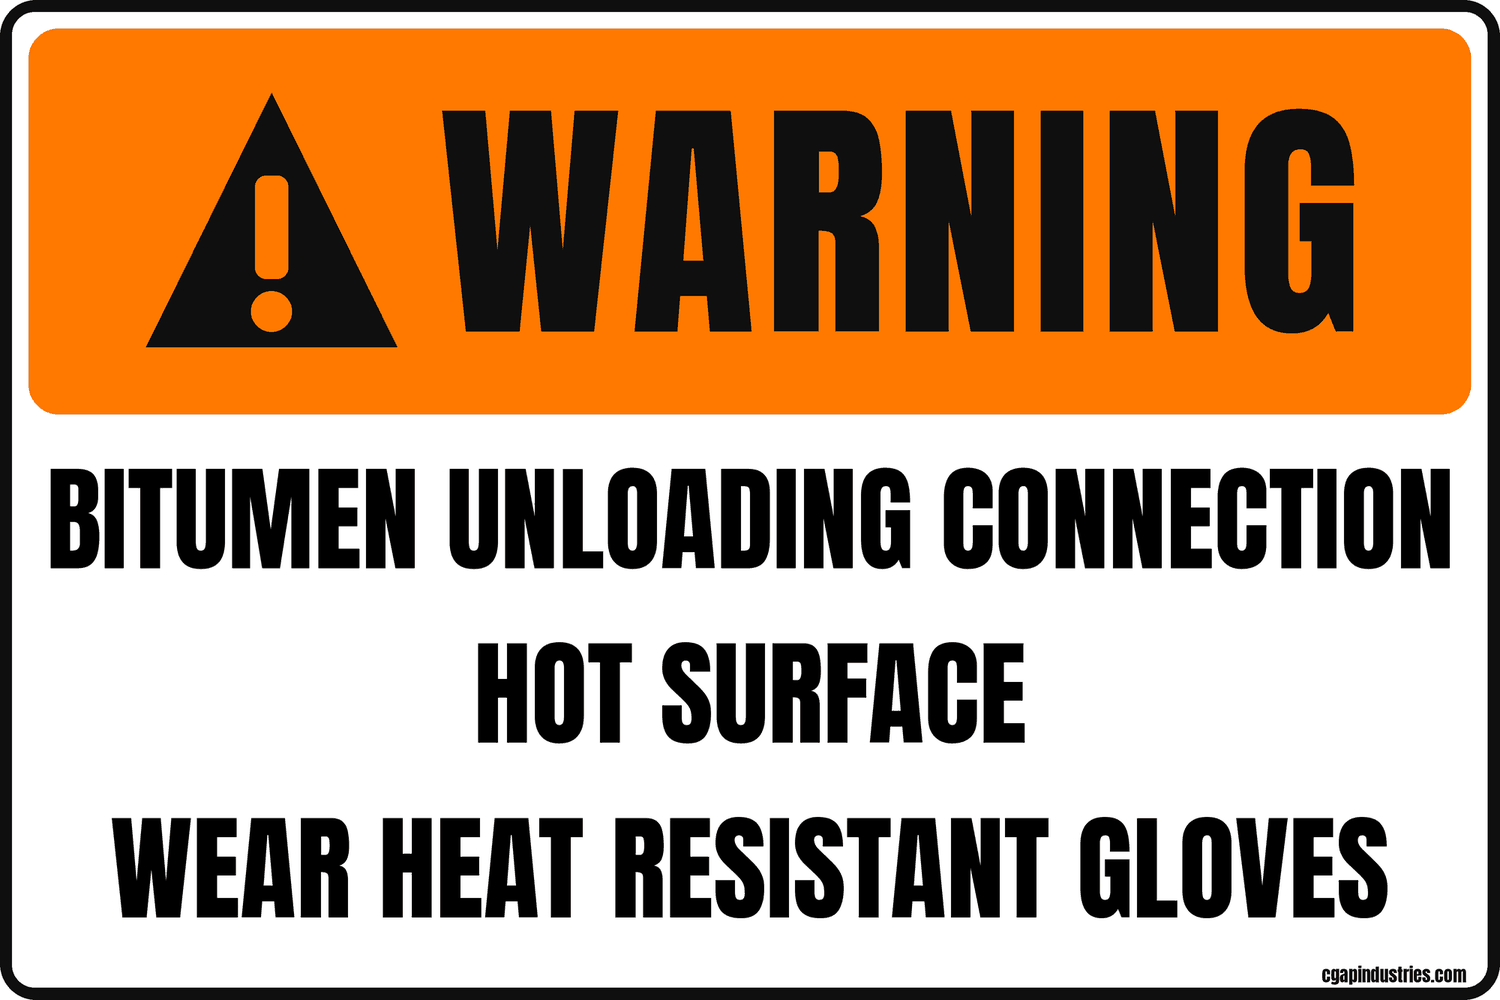 WARNING
BITUMEN UNLOADING CONNECTION
HOT SURFACE
WEAR HEAT RESISTANT GLOVES
cgapindustries.com